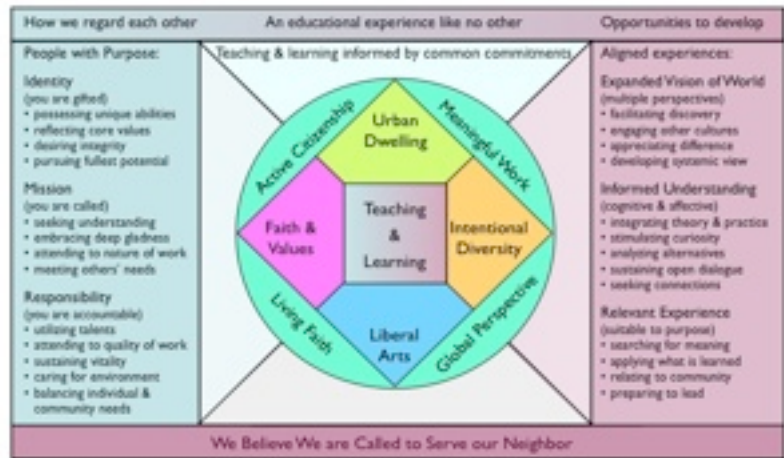 How we regard each other
An educational experience like no other
Opportunities to develop
People with Purpose:
Identity
(you are gifted)
• possessing unique abilities
• reflecting core values
• desiring integrity
• pursuing fullest potential
Mission
(you are called)
• seeking understanding
• embracing deep gladness
• attending to nature of work
• meeting others' needs
Responsibility
(you are accountable)
• utilizing talents
• attending to quality of work
• sustaining vitality
• caring for environment
• balancing individual &
community needs
Teaching & learning informed by common commitments
Active Citizenship
Meaningful Work
Urban
Dwelling
Faith &
Values
Teaching
&
Learning
Intentional
Diversity
Liberal
Arts
Living Faith
Global Perspective
Aligned experiences:
Expanded Vision of World
(multiple perspectives)
• facilitating discovery
• engaging other cultures
• appreciating difference
• developing systemic view
Informed Understanding
(cognitive & affective)
• integrating theory & practice
• stimulating curiosity
• analyzing alternatives
• sustaining open dialogue
• seeking connections
Relevant Experience
(suitable to purpose)
• searching for meaning
• applying what is learned
• relating to community
• preparing to lead
We Believe We are Called to Serve our Neighbor